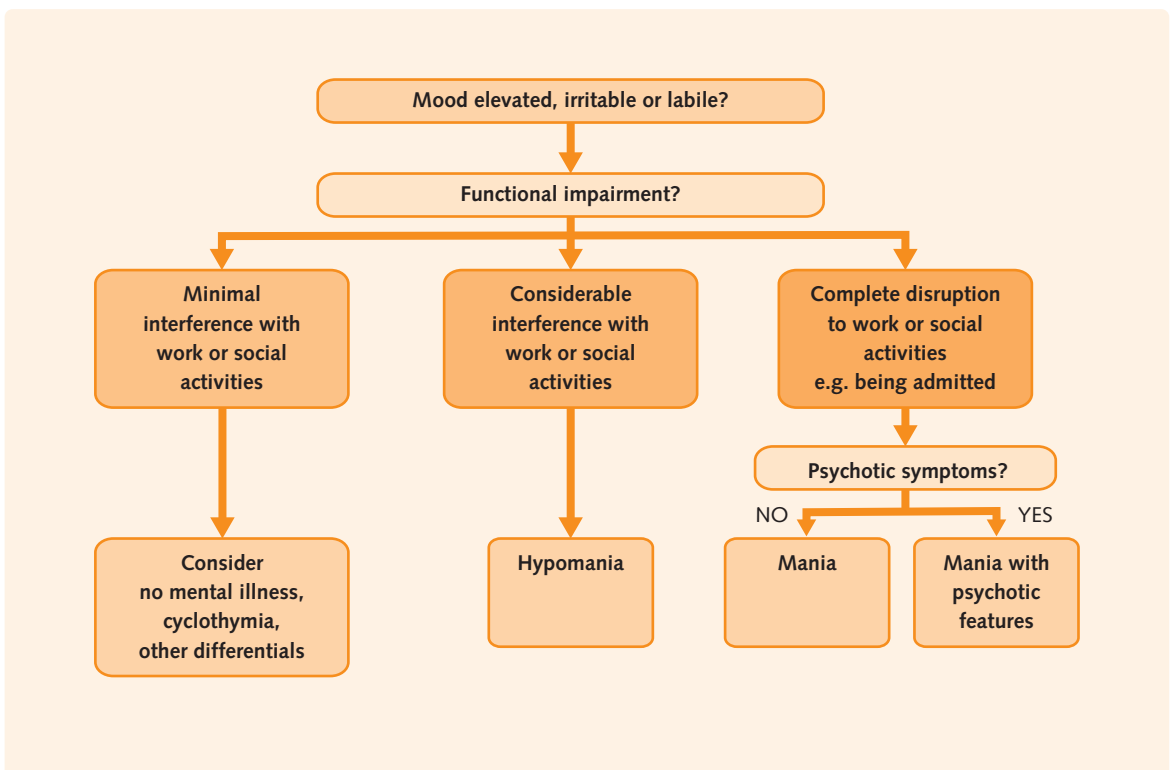 Mood elevated, irritable or labile?
Functional impairment?
Minimal
interference with
work or social
activities
Considerable
interference with
work or social
activities
Complete disruption
to work or social
activities
e.g. being admitted
Psychotic symptoms?
NO
YES
Consider
no mental illness,
cyclothymia,
other differentials
Hypomania
Mania
Mania with
psychotic
features